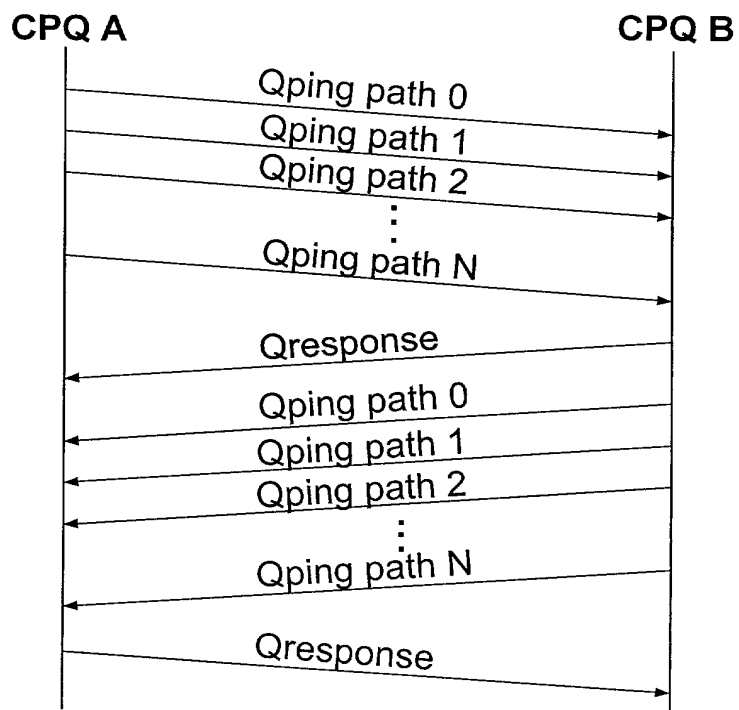 CPQ A CPQ B
Qping path 0
Qping path 1
Qping path 2
Qping path N
Qresponse
Qping path 0
Qping path 1
Qping path 2
Qping path N
Qresponse